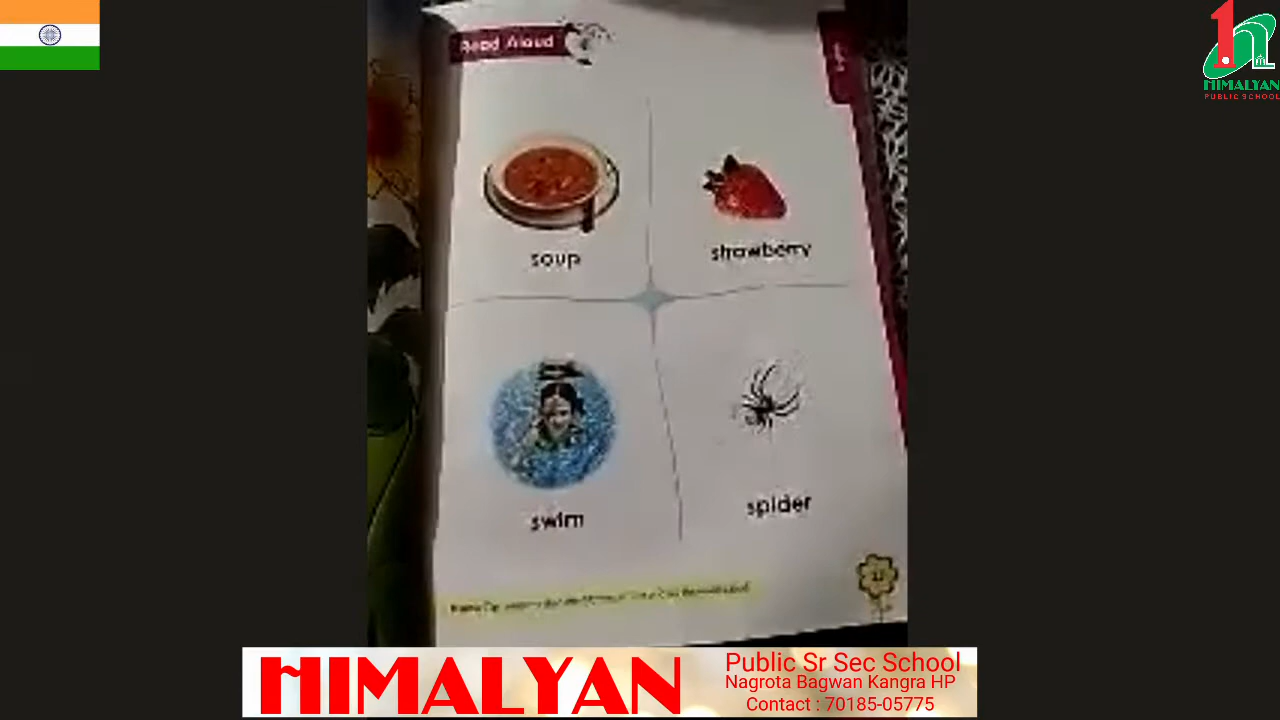 HIMALYAN
PUBLIC SCHOOL
Read Aloud
soup
strawberry
swim
spider
HIMALYAN
Public Sr Sec School
Nagrota Bagwan Kangra HP
Contact : 70185-05775